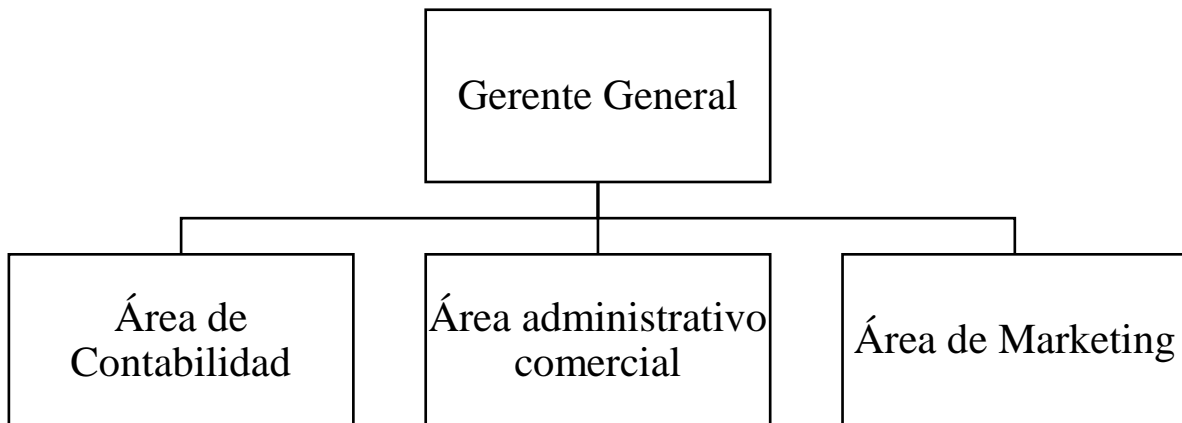 Gerente General
Área de
Contabilidad
Área administrativo
comercial
Área de Marketing